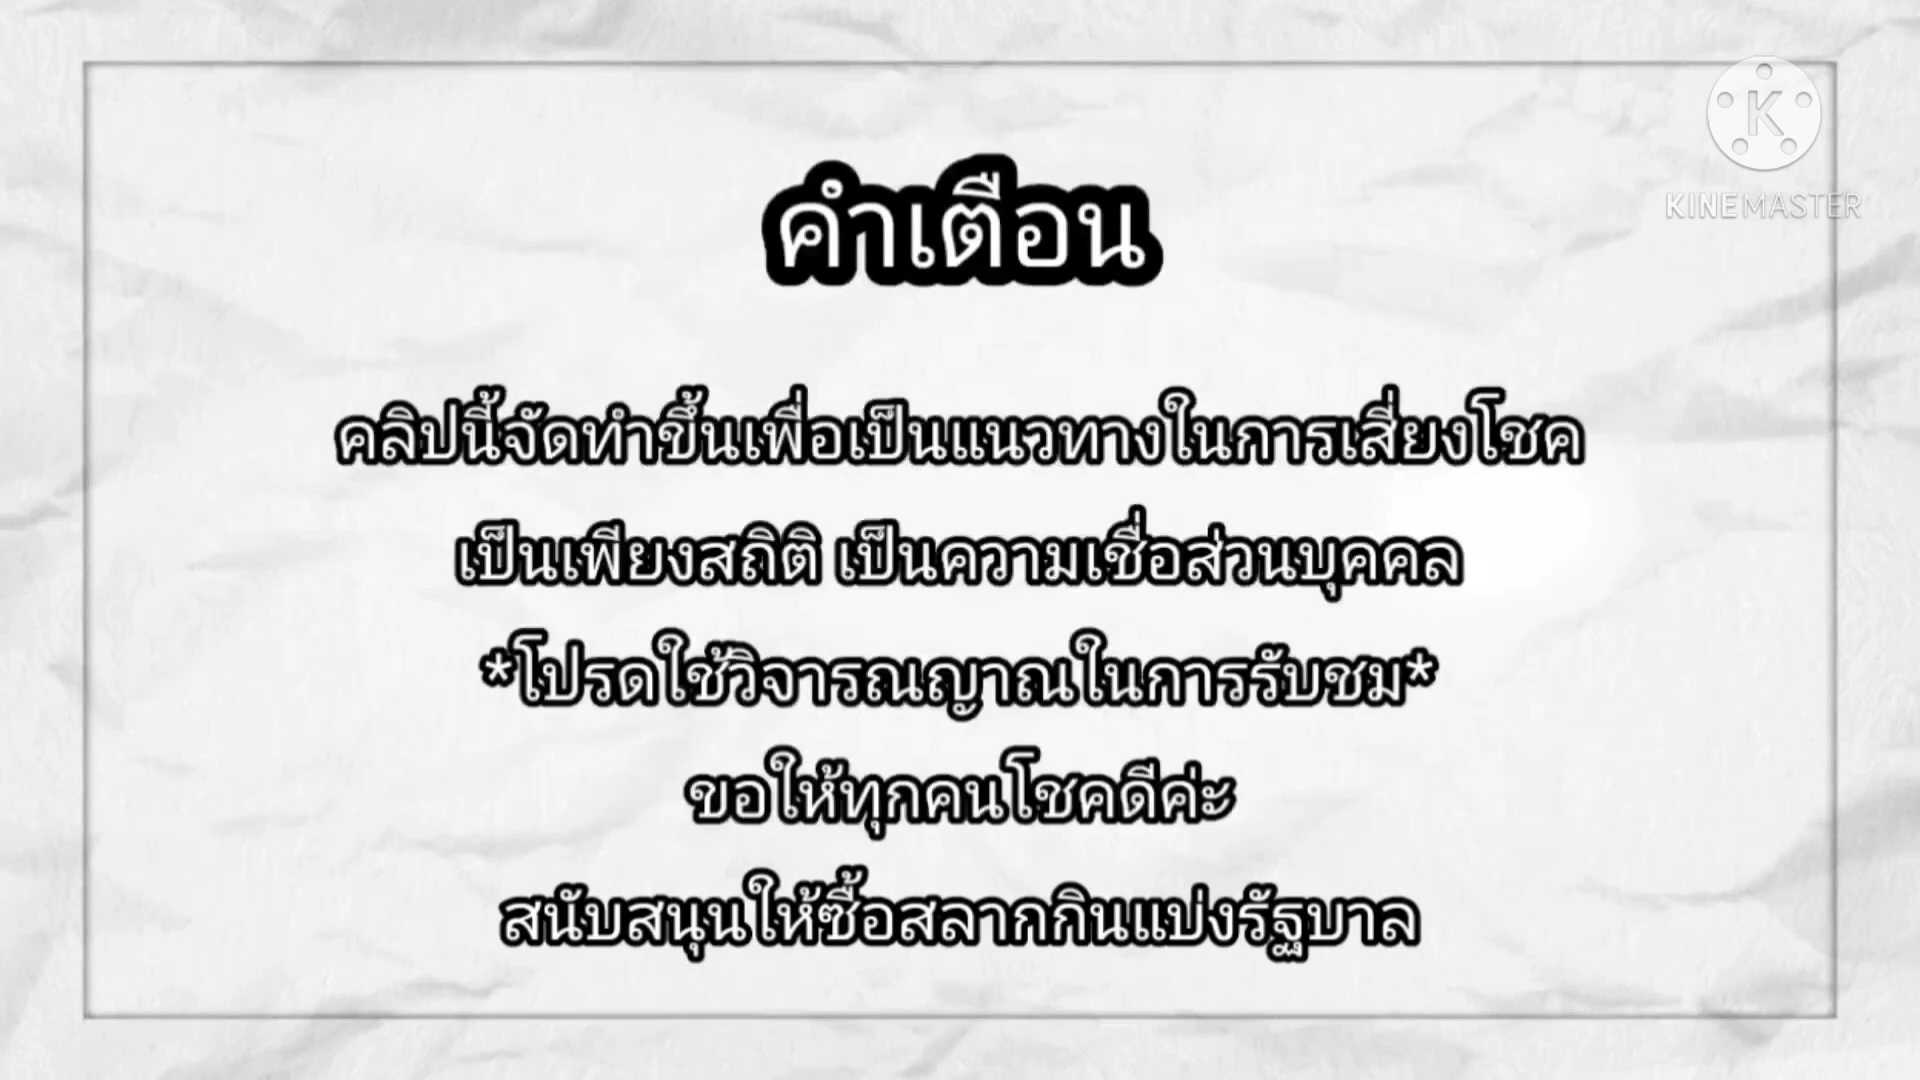 คำเตือน
KINEMASTER
คลิปนี้จัดทำขึ้นเพื่อเป็นแนวทางในการเสี่ยงโชค
เป็นเพียงสถิติ เป็นความเชื่อส่วนบุคคล
*โปรดใช้วิจารณญาณในการรับชม*
ขอให้ทุกคนโชคดีค่ะ
สนับสนุนให้ซื้อสลากกินแบ่งรัฐบาล